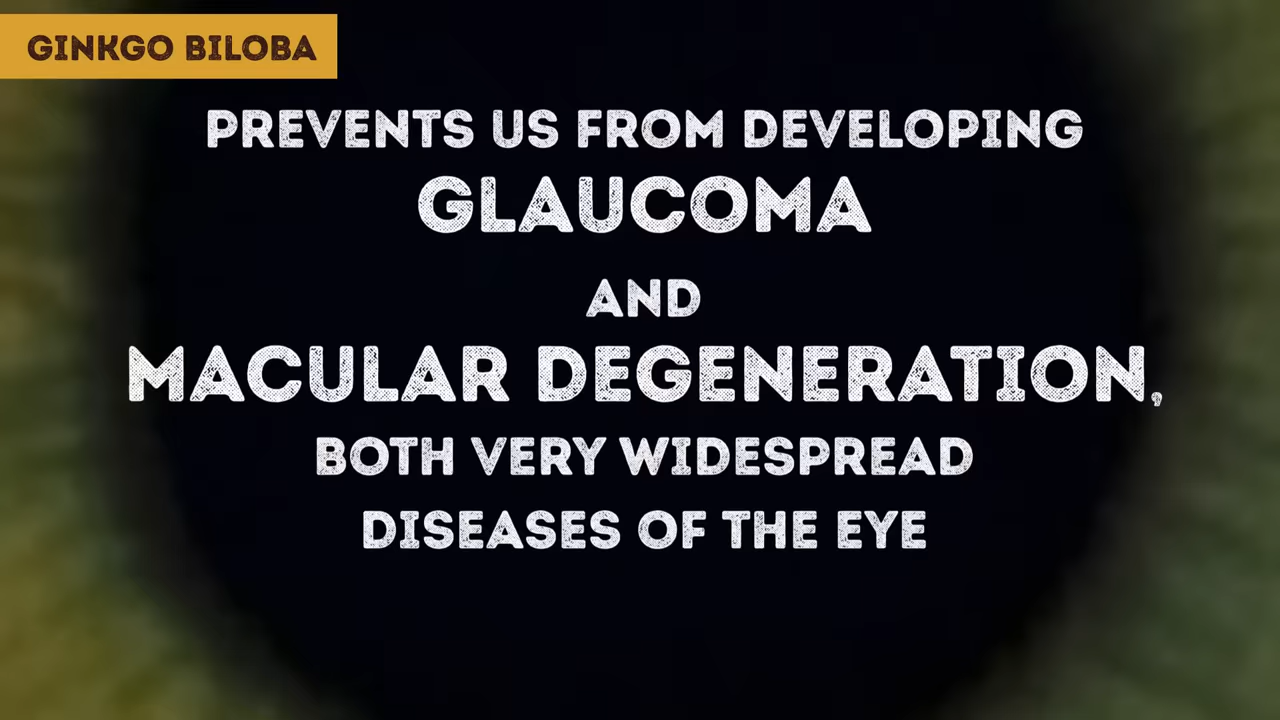 GINKGO BILOBA
PREVENTS US FROM DEVELOPING
GLAUCOMA
AND
MACULAR DEGENERATION,
BOTH VERY WIDESPREAD
DISEASES OF THE EYE